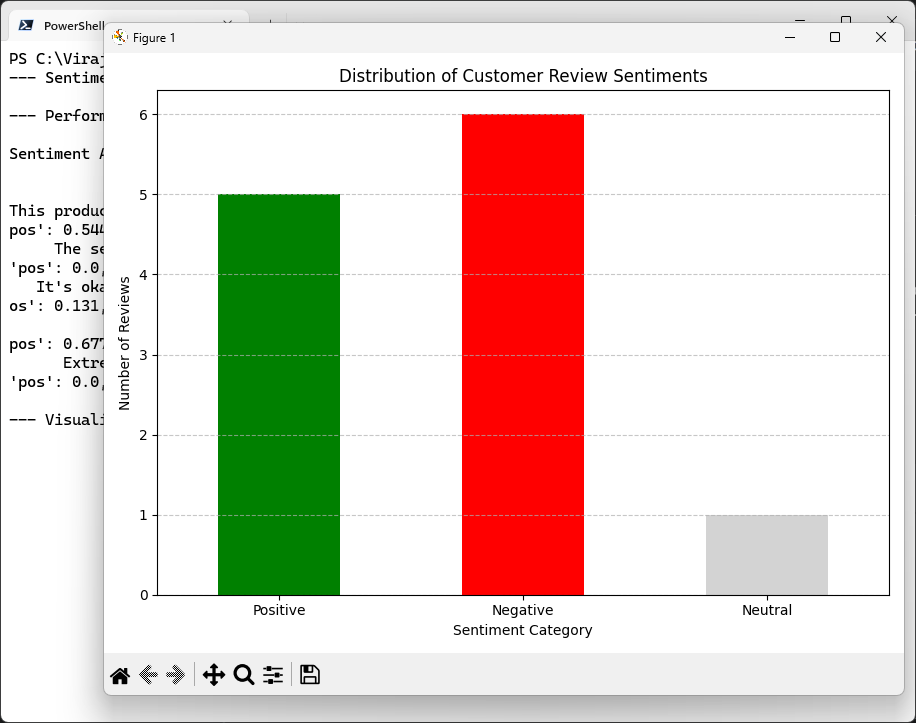 PowerShell
Figure 1
PS C:\Viraj
--- Sentime
--- Perform
Sentiment A
This produc
pos': 0.544
The se
'pos': 0.0,
It's oka
os': 0.131,
pos': 0.677
Extre
'pos': 0.0,
--- Visuali
Distribution of Customer Review Sentiments
Number of Reviews
6
5
4
3
2
1
0
Positive Negative Neutral
Sentiment Category